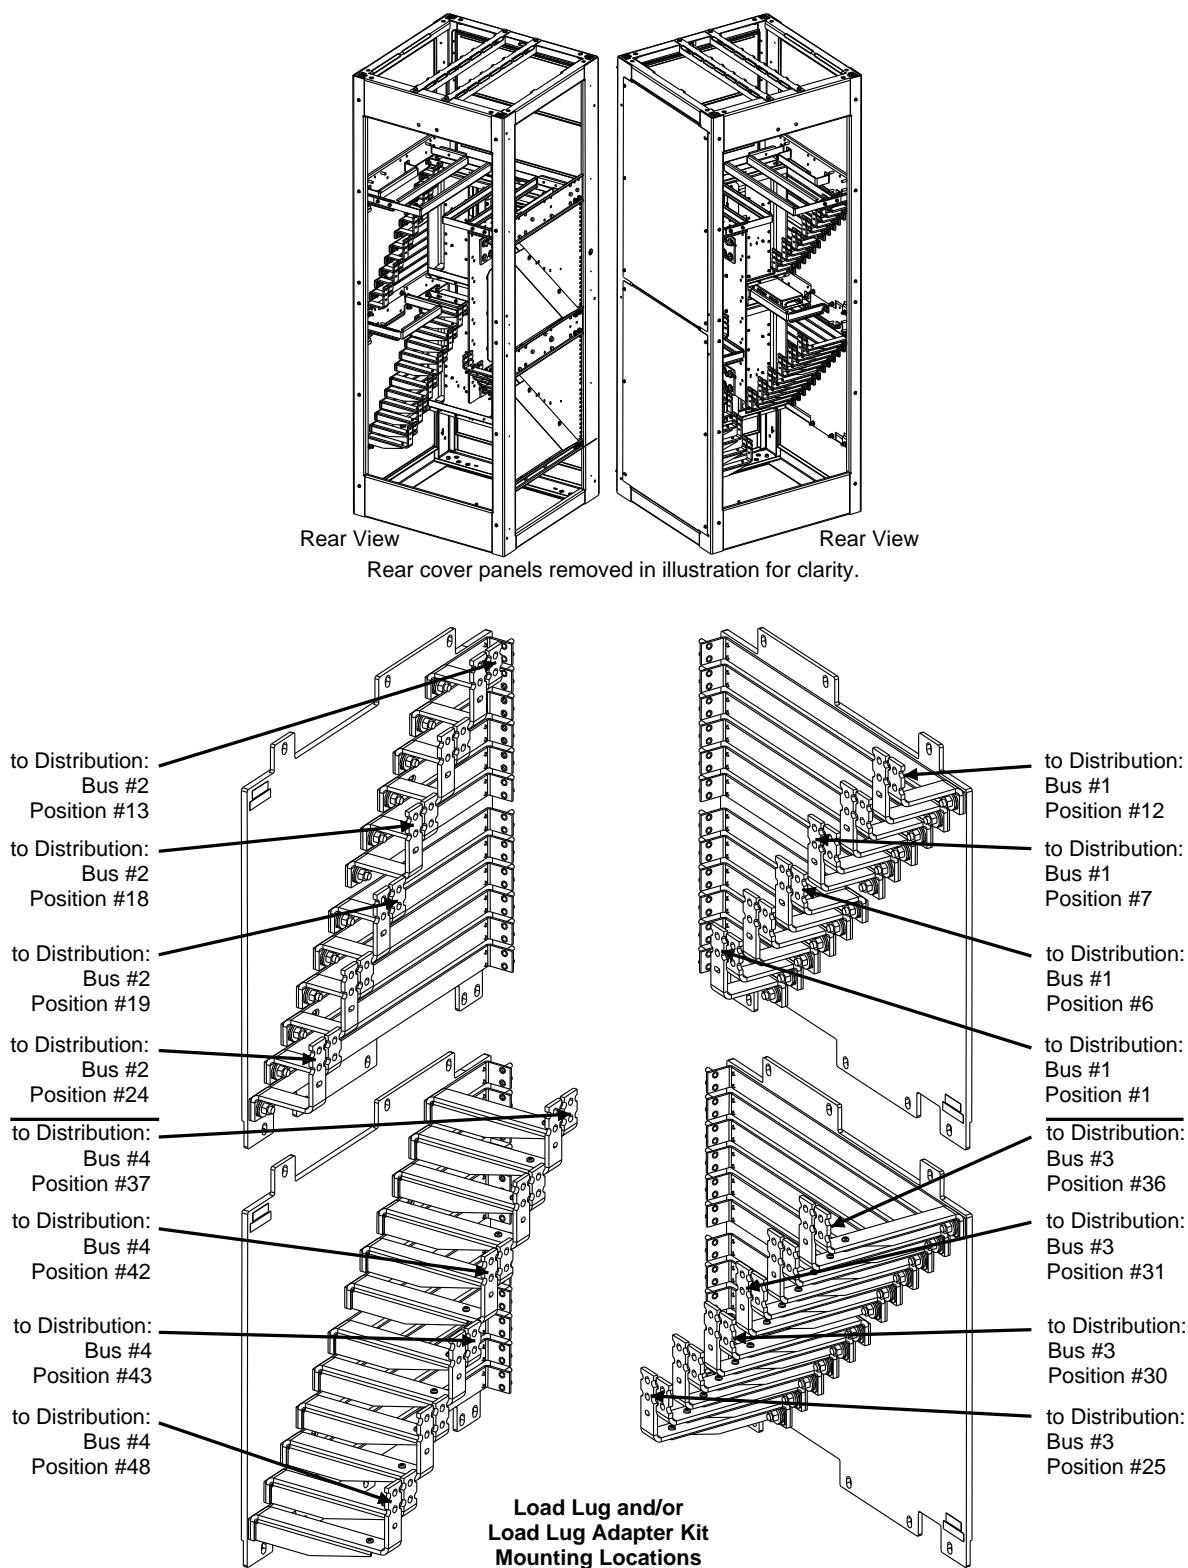 Rear View
Rear View
Rear cover panels removed in illustration for clarity.
to Distribution:
Bus #2
Position #13
to Distribution:
Bus #2
Position #18
to Distribution:
Bus #2
Position #19
to Distribution:
Bus #2
Position #24
to Distribution:
Bus #4
Position #37
to Distribution:
Bus #4
Position #42
to Distribution:
Bus #4
Position #43
to Distribution:
Bus #4
Position #48
to Distribution:
Bus #1
Position #12
to Distribution:
Bus #1
Position #7
to Distribution:
Bus #1
Position #6
to Distribution:
Bus #1
Position #1
to Distribution:
Bus #3
Position #36
to Distribution:
Bus #3
Position #31
to Distribution:
Bus #3
Position #30
to Distribution:
Bus #3
Position #25
Load Lug and/or
Load Lug Adapter Kit
Mounting Locations